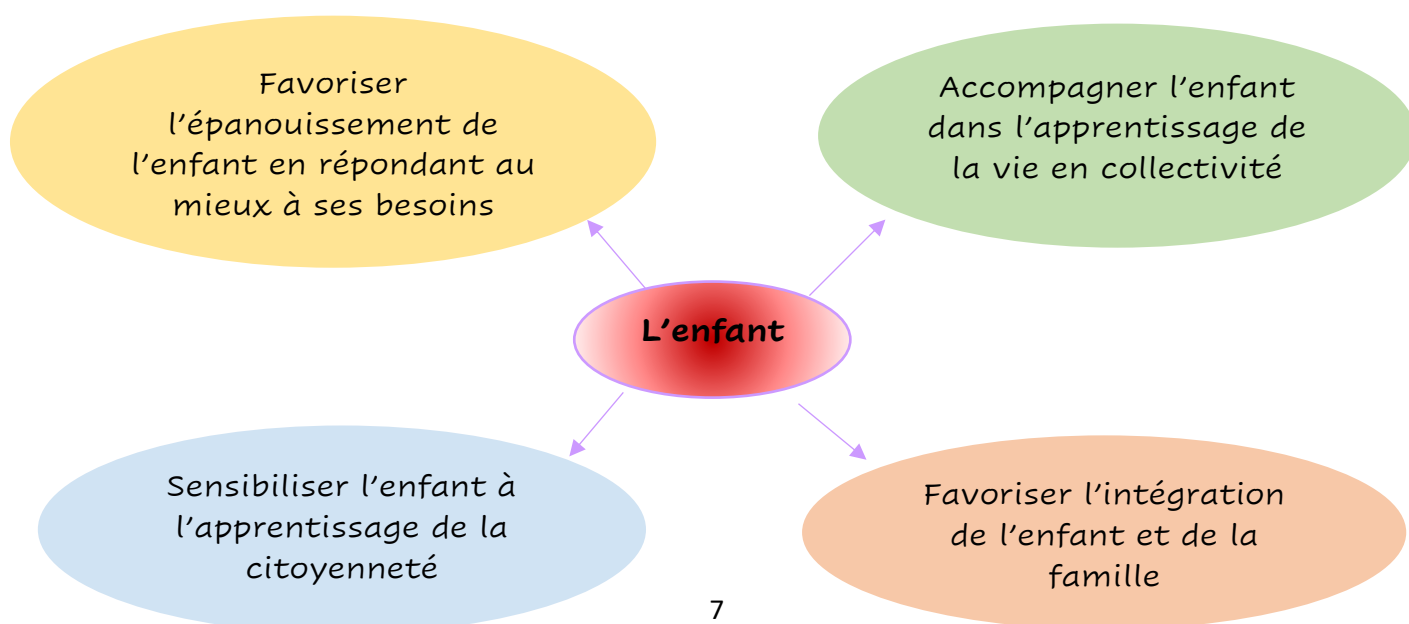 Favoriser
l’épanouissement de
l’enfant en répondant au
mieux à ses besoins
Accompagner l’enfant
dans l’apprentissage de
la vie en collectivité
L’enfant
Sensibiliser l’enfant à
l’apprentissage de la
citoyenneté
Favoriser l’intégration
de l’enfant et de la
famille
7